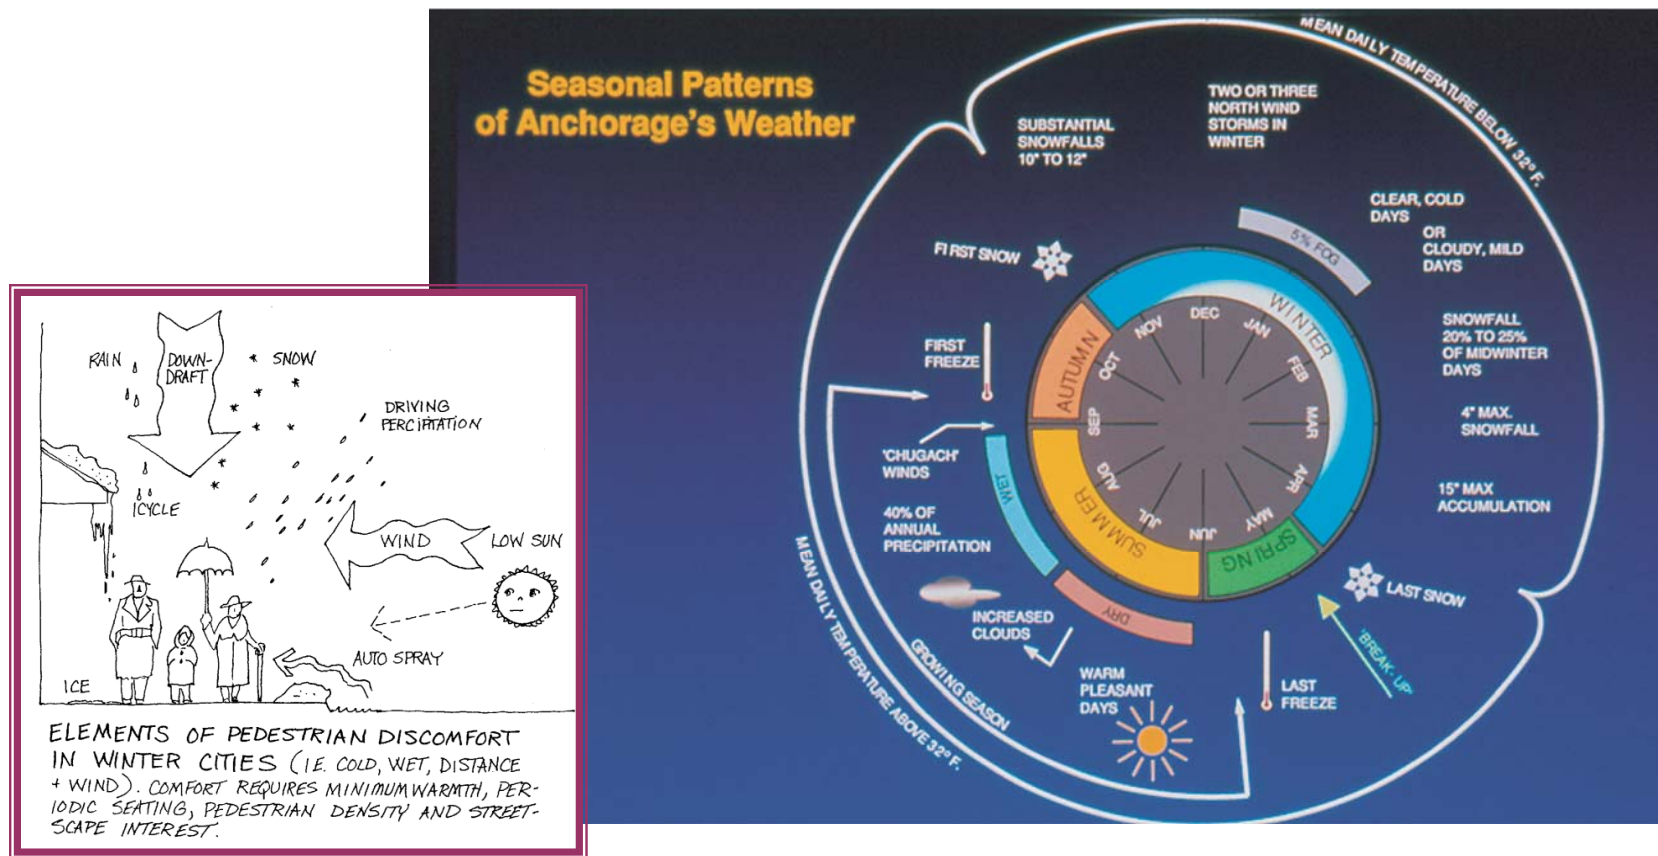 Seasonal Patterns
of Anchorage's Weather
MEAN DAILY TEMPERATURE BELOW 32° F.
SUBSTANTIAL
SNOWFALLS
10" TO 12"
TWO OR THREE
NORTH WIND
STORMS IN
WINTER
CLEAR, COLD
DAYS
OR
CLOUDY, MILD
DAYS
5% FOG
FIRST SNOW
SNOWFALL
20% TO 25%
OF MIDWINTER
DAYS
FIRST
FREEZE
4" MAX.
SNOWFALL
'CHUGACH'
WINDS
15" MAX
ACCUMULATION
40% OF
ANNUAL
PRECIPITATION
WET
DRY
INCREASED
CLOUDS
WARM
PLEASANT
DAYS
LAST
FREEZE
LAST SNOW
'BREAK-UP'
GROWING SEASON
MEAN DAILY TEMPERATURE ABOVE 32° F.
WINTER
SPRING
SUMMER
AUTUMN
DEC
JAN
FEB
MAR
APR
MAY
JUN
JUL
AUG
SEP
OCT
NOV
RAIN
DOWN-
DRAFT
SNOW
DRIVING
PERCIPITATION
ICYCLE
WIND
LOW SUN
AUTO SPRAY
ICE
ELEMENTS OF PEDESTRIAN DISCOMFORT
IN WINTER CITIES (I.E. COLD, WET, DISTANCE
+ WIND). COMFORT REQUIRES MINIMUM WARMTH, PER-
IODIC SEATING, PEDESTRIAN DENSITY AND STREET-
SCAPE INTEREST.